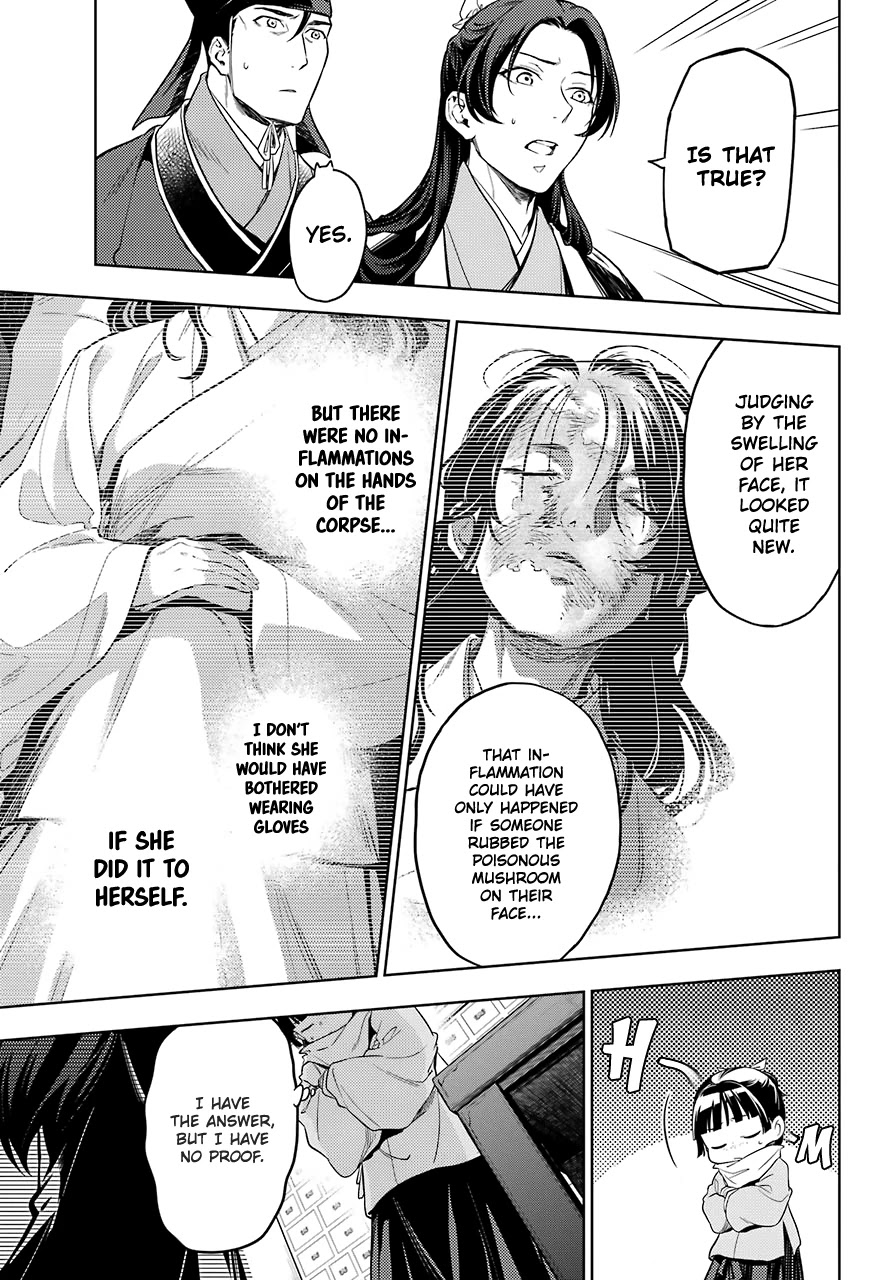 IS THAT
TRUE?
YES.
JUDGING
BY THE
SWELLING
OF HER
FACE, IT
LOOKED
QUITE
NEW.
THAT IN-
FLAMMATION
COULD HAVE
ONLY HAPPENED
IF SOMEONE
RUBBED THE
POISONOUS
MUSHROOM
ON THEIR
FACE...
BUT THERE
WERE NO IN-
FLAMMATIONS
ON THE HANDS
OF THE
CORPSE...
I DON'T
THINK SHE
WOULD HAVE
BOTHERED
WEARING
GLOVES
IF SHE
DID IT TO
HERSELF.
H
M
I HAVE
THE ANSWER,
BUT I HAVE
NO PROOF.